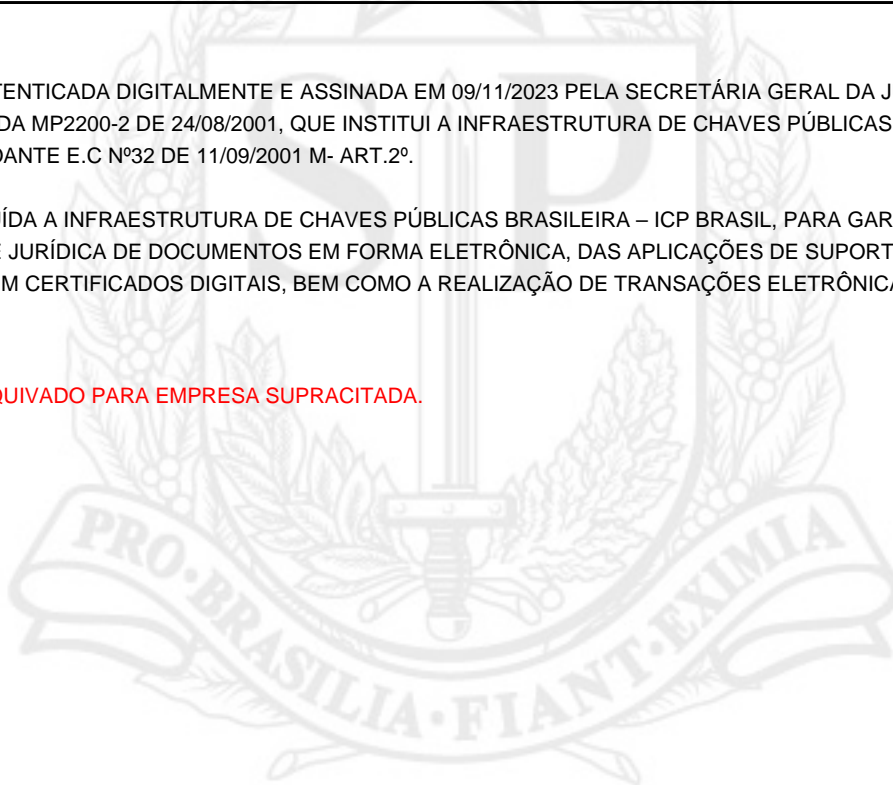 TENTICADA DIGITALMENTE E ASSINADA EM 09/11/2023 PELA SECRETÁRIA GERAL DA J
DA MP2200-2 DE 24/08/2001, QUE INSTITUI A INFRAESTRUTURA DE CHAVES PÚBLICAS
DANTE E.C Nº32 DE 11/09/2001 M- ART.2º.
UÍDA A INFRAESTRUTURA DE CHAVES PÚBLICAS BRASILEIRA – ICP BRASIL, PARA GAR
E JURÍDICA DE DOCUMENTOS EM FORMA ELETRÔNICA, DAS APLICAÇÕES DE SUPORT
M CERTIFICADOS DIGITAIS, BEM COMO A REALIZAÇÃO DE TRANSAÇÕES ELETRÔNICA
QUIVADO PARA EMPRESA SUPRACITADA.
SP
PRO·BRASILIA·FIANT·EXIMIA